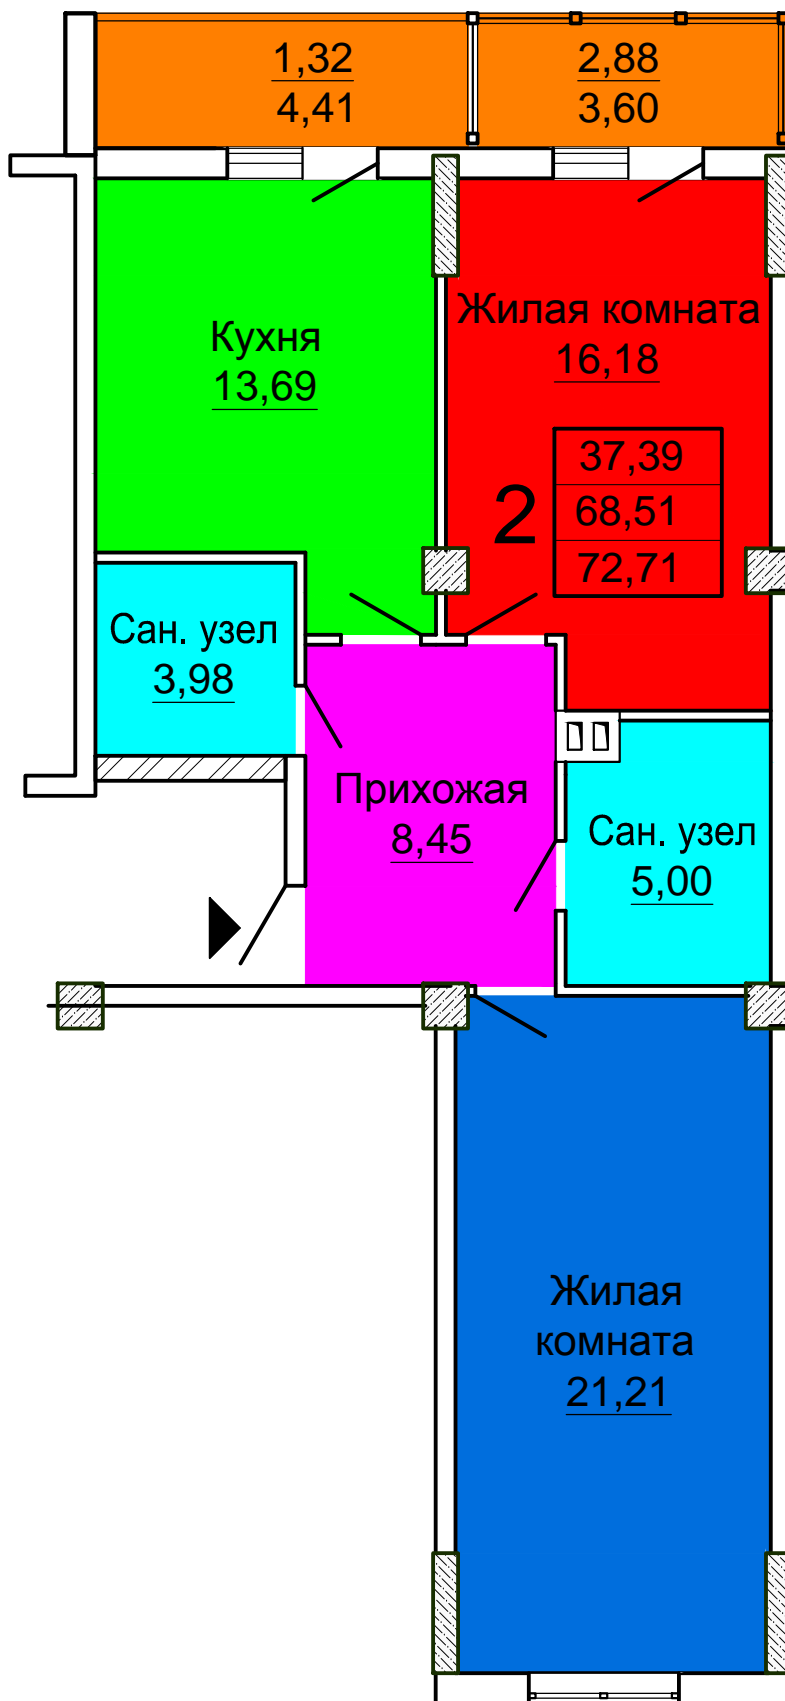 1,32
4,41
2,88
3,60
Кухня
13,69
Жилая комната
16,18
2
37,39
68,51
72,71
Сан. узел
3,98
Прихожая
8,45
Сан. узел
5,00
Жилая
комната
21,21